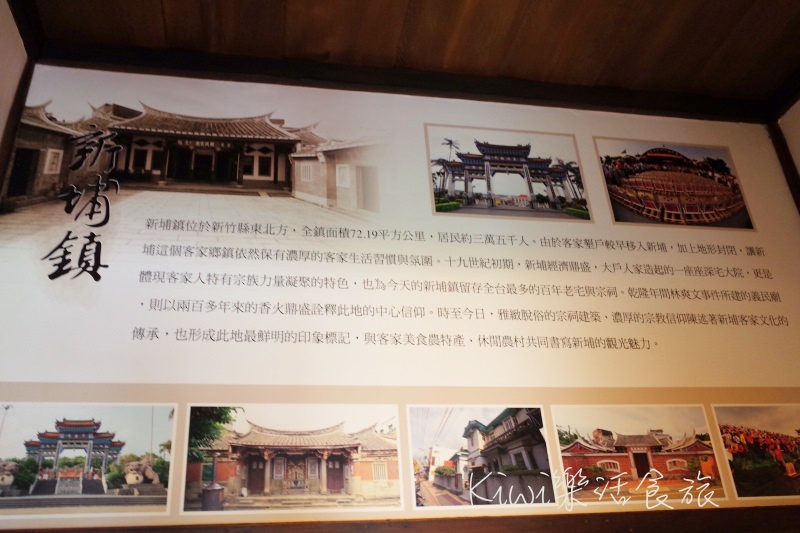 新埔鎮
新埔鎮位於新竹縣東北方，全鎮面積72.19平方公里，居民約三萬五千人。由於客家墾戶較早移入新埔，加上地形封閉，讓新
埔這個客家鄉鎮依然保有濃厚的客家生活習慣與氛圍。十九世紀初期，新埔經濟鼎盛，大戶人家造起的一座座深宅大院，更是
體現客家人特有宗族力量凝聚的特色，也為今天的新埔鎮留存全台最多的百年老宅與宗祠。乾隆年間林爽文事件所建的義民廟
，則以兩百多年來的香火鼎盛詮釋此地的中心信仰。時至今日，雅緻脫俗的宗祠建築、濃厚的宗教信仰陳述著新埔客家文化的
傳承，也形成此地最鮮明的印象標記，與客家美食農特產、休閒農村共同書寫新埔的觀光魅力。
Kiwi樂活食旅